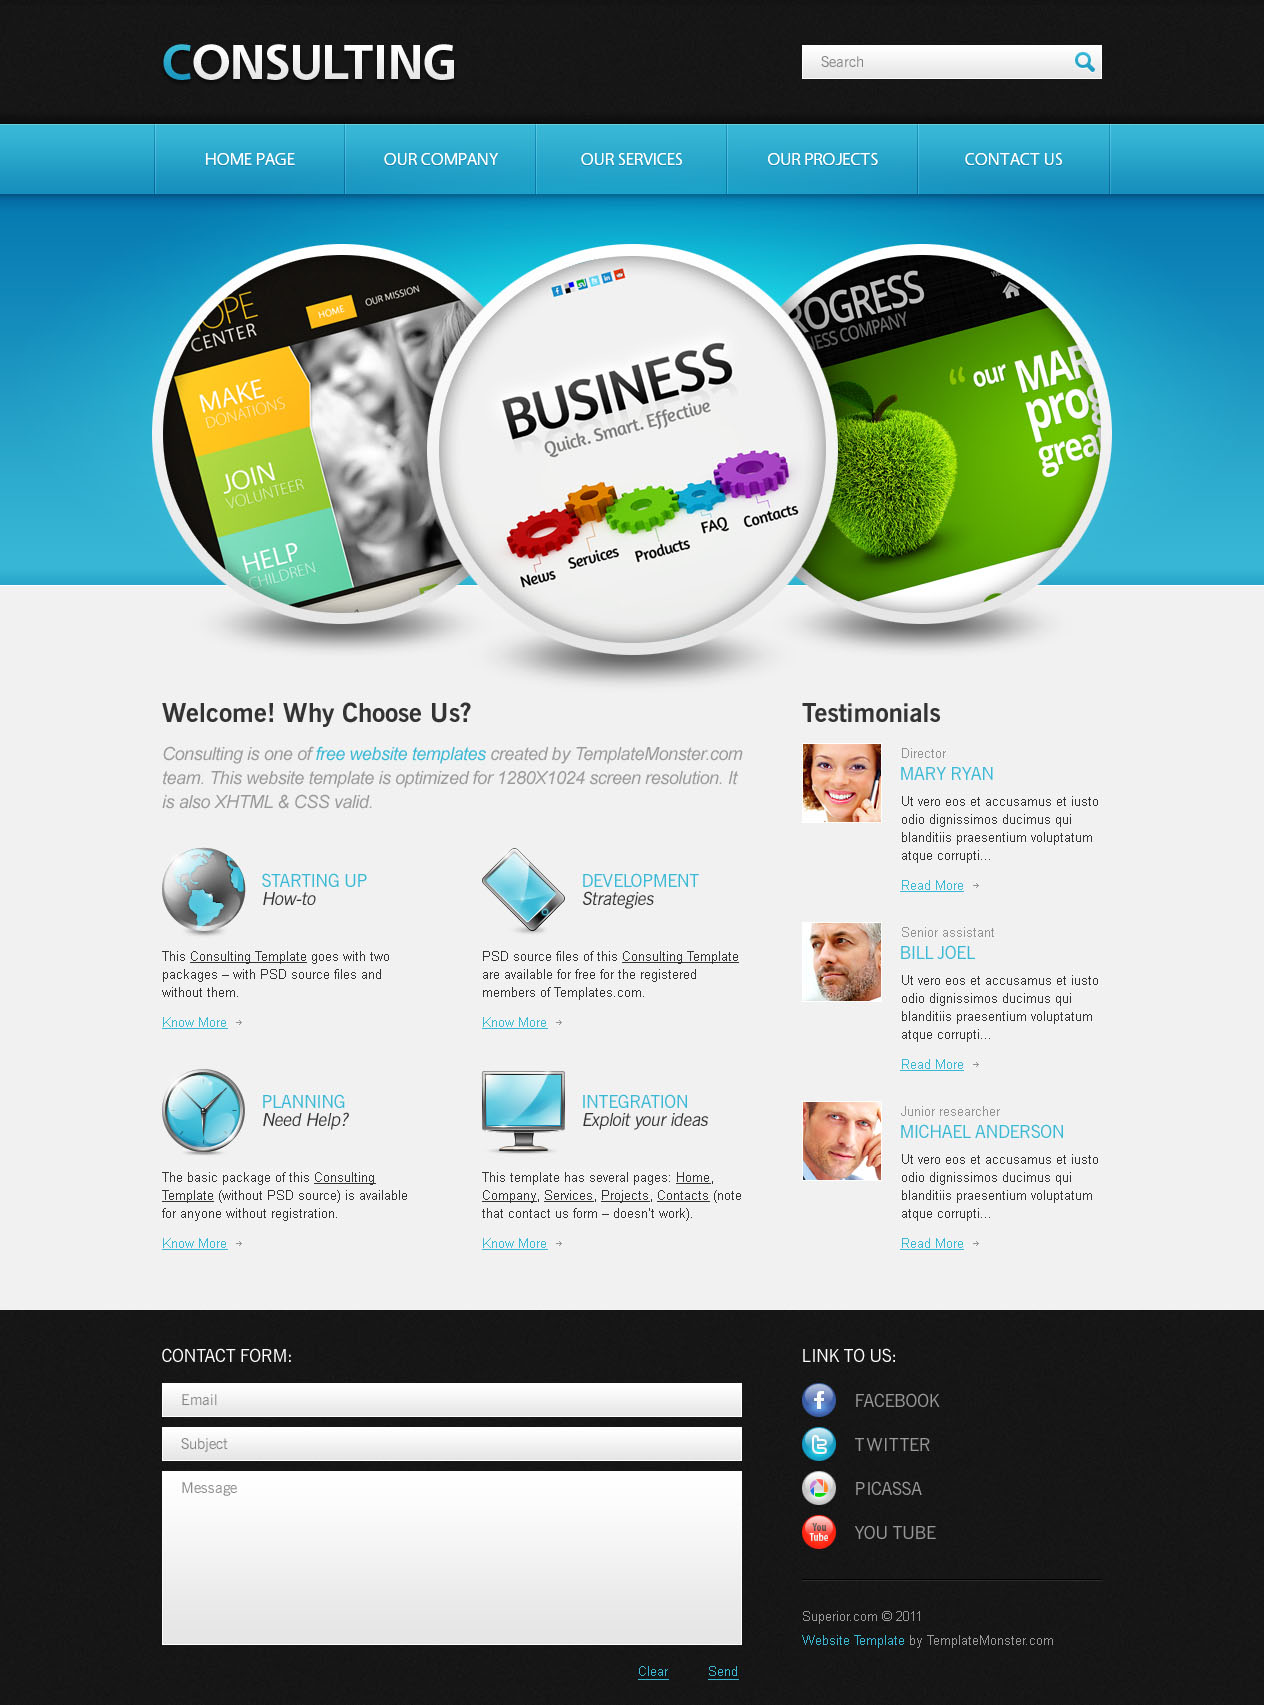 CONSULTING
Search
HOME PAGE
OUR COMPANY
OUR SERVICES
OUR PROJECTS
CONTACT US
CENTER
HOME
OUR MISSION
MAKE
DONATIONS
JOIN
VOLUNTEER
HELP
CHILDREN
BUSINESS
Quick. Smart. Effective
News
Services
Products
FAQ
Contacts
COMPANY
“ our
Welcome! Why Choose Us?
Consulting is one of free website templates created by TemplateMonster.com
team. This website template is optimized for 1280X1024 screen resolution. It
is also XHTML & CSS valid.
STARTING UP
How-to
This Consulting Template goes with two
packages – with PSD source files and
without them.
Know More
DEVELOPMENT
Strategies
PSD source files of this Consulting Template
are available for free for the registered
members of Templates.com.
Know More
PLANNING
Need Help?
The basic package of this Consulting
Template (without PSD source) is available
for anyone without registration.
Know More
INTEGRATION
Exploit your ideas
This template has several pages: Home,
Company, Services, Projects, Contacts (note
that contact us form – doesn't work).
Know More
Testimonials
Director
MARY RYAN
Ut vero eos et accusamus et iusto
odio dignissimos ducimus qui
blanditiis praesentium voluptatum
atque corrupti...
Read More
Senior assistant
BILL JOEL
Ut vero eos et accusamus et iusto
odio dignissimos ducimus qui
blanditiis praesentium voluptatum
atque corrupti...
Read More
Junior researcher
MICHAEL ANDERSON
Ut vero eos et accusamus et iusto
odio dignissimos ducimus qui
blanditiis praesentium voluptatum
atque corrupti...
Read More
CONTACT FORM:
Email
Subject
Message
Clear
Send
LINK TO US:
FACEBOOK
TWITTER
PICASSA
You Tube
YOU TUBE
Superior.com © 2011
Website Template by TemplateMonster.com